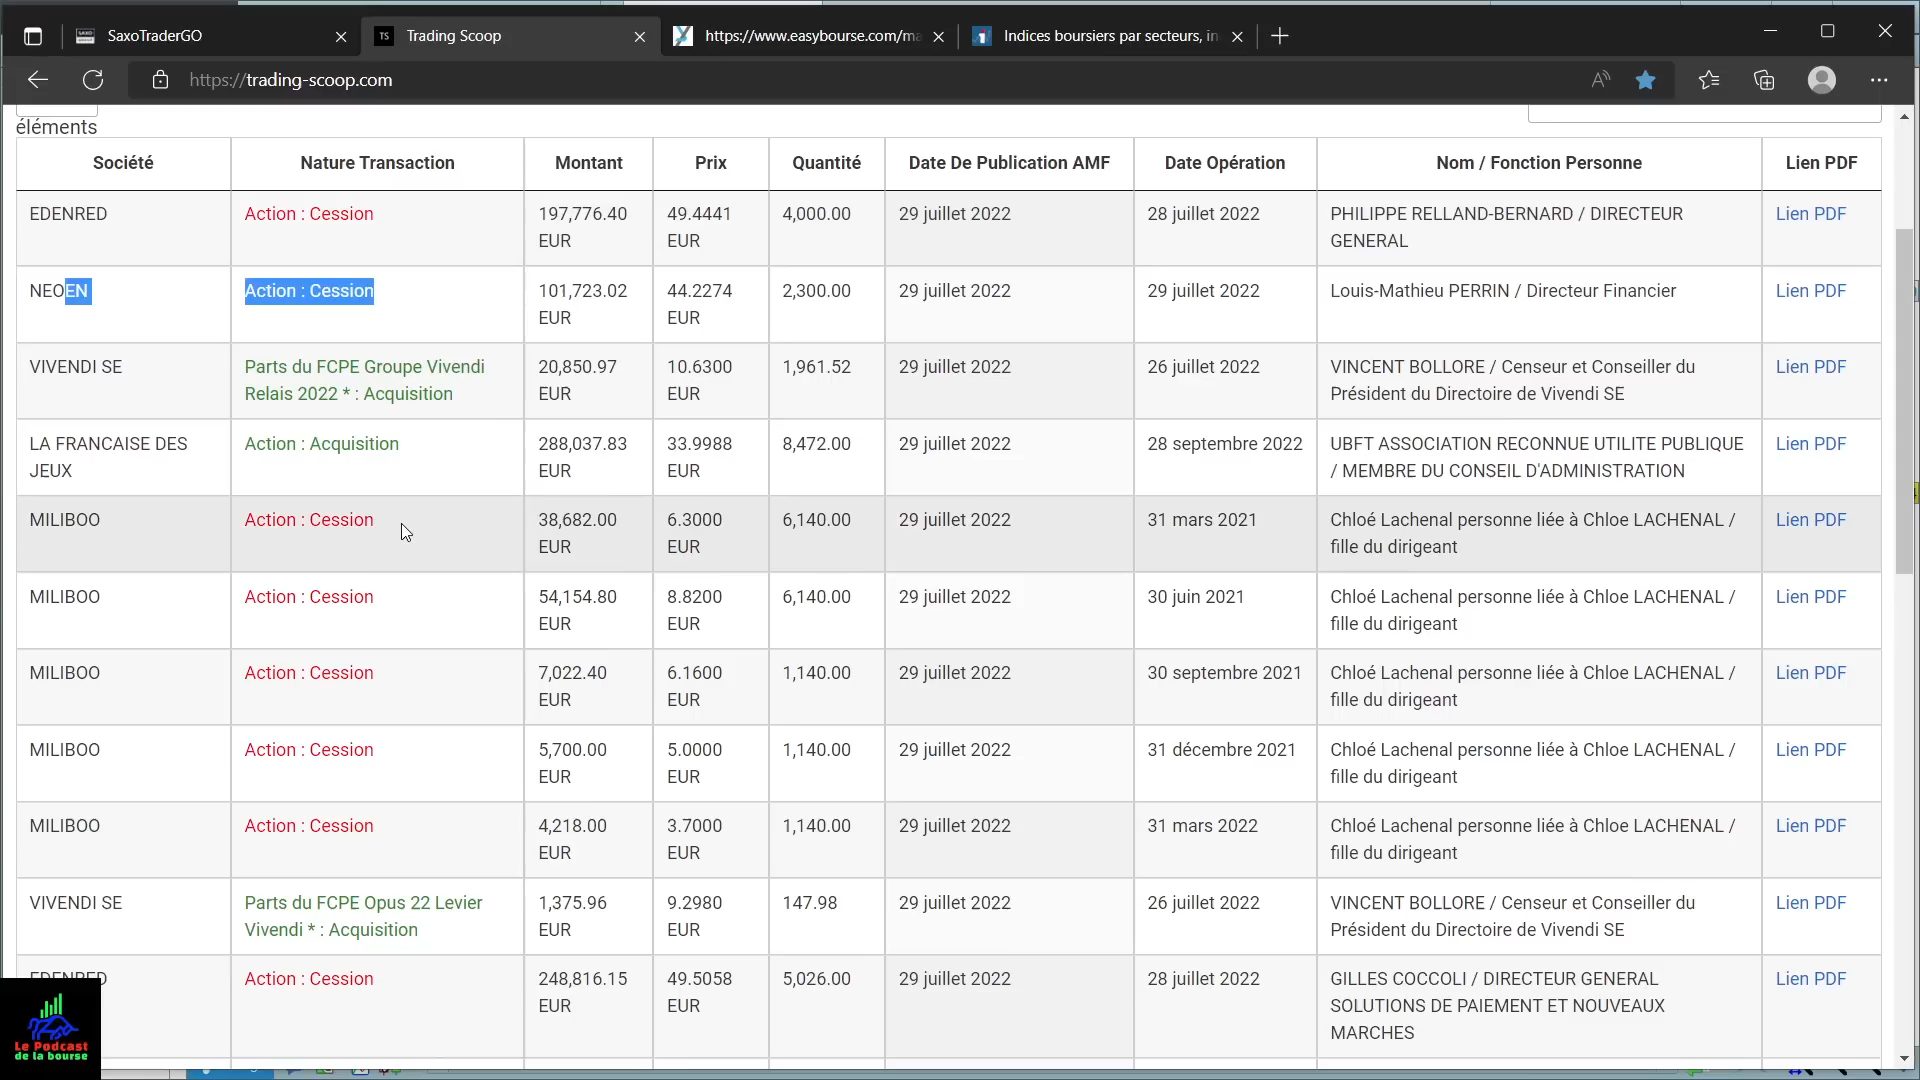 SaxoTraderGO
TS Trading Scoop
https://www.easybourse.com/ma
Indices boursiers par secteurs, in
https://trading-scoop.com
éléments
Société Nature Transaction Montant Prix Quantité Date De Publication AMF Date Opération Nom / Fonction Personne Lien PDF
EDENRED Action : Cession 197,776.40 49.4441 4,000.00 29 juillet 2022 28 juillet 2022 PHILIPPE RELLAND-BERNARD / DIRECTEUR Lien PDF
EUR EUR GENERAL
NEOEN Action : Cession 101,723.02 44.2274 2,300.00 29 juillet 2022 29 juillet 2022 Louis-Mathieu PERRIN / Directeur Financier Lien PDF
EUR EUR
VIVENDI SE Parts du FCPE Groupe Vivendi 20,850.97 10.6300 1,961.52 29 juillet 2022 26 juillet 2022 VINCENT BOLLORE / Censeur et Conseiller du Lien PDF
Relais 2022 * : Acquisition EUR EUR Président du Directoire de Vivendi SE
LA FRANCAISE DES Action : Acquisition 288,037.83 33.9988 8,472.00 29 juillet 2022 28 septembre 2022 UBFT ASSOCIATION RECONNUE UTILITE PUBLIQUE Lien PDF
JEUX EUR EUR / MEMBRE DU CONSEIL D'ADMINISTRATION
MILIBOO Action : Cession 38,682.00 6.3000 6,140.00 29 juillet 2022 31 mars 2021 Chloé Lachenal personne liée à Chloe LACHENAL / Lien PDF
EUR EUR fille du dirigeant
MILIBOO Action : Cession 54,154.80 8.8200 6,140.00 29 juillet 2022 30 juin 2021 Chloé Lachenal personne liée à Chloe LACHENAL / Lien PDF
EUR EUR fille du dirigeant
MILIBOO Action : Cession 7,022.40 6.1600 1,140.00 29 juillet 2022 30 septembre 2021 Chloé Lachenal personne liée à Chloe LACHENAL / Lien PDF
EUR EUR fille du dirigeant
MILIBOO Action : Cession 5,700.00 5.0000 1,140.00 29 juillet 2022 31 décembre 2021 Chloé Lachenal personne liée à Chloe LACHENAL / Lien PDF
EUR EUR fille du dirigeant
MILIBOO Action : Cession 4,218.00 3.7000 1,140.00 29 juillet 2022 31 mars 2022 Chloé Lachenal personne liée à Chloe LACHENAL / Lien PDF
EUR EUR fille du dirigeant
VIVENDI SE Parts du FCPE Opus 22 Levier 1,375.96 9.2980 147.98 29 juillet 2022 26 juillet 2022 VINCENT BOLLORE / Censeur et Conseiller du Lien PDF
Vivendi * : Acquisition EUR EUR Président du Directoire de Vivendi SE
EDENRED Action : Cession 248,816.15 49.5058 5,026.00 29 juillet 2022 28 juillet 2022 GILLES COCCOLI / DIRECTEUR GENERAL Lien PDF
EUR EUR SOLUTIONS DE PAIEMENT ET NOUVEAUX
MARCHES
Le Podcast
de la bourse